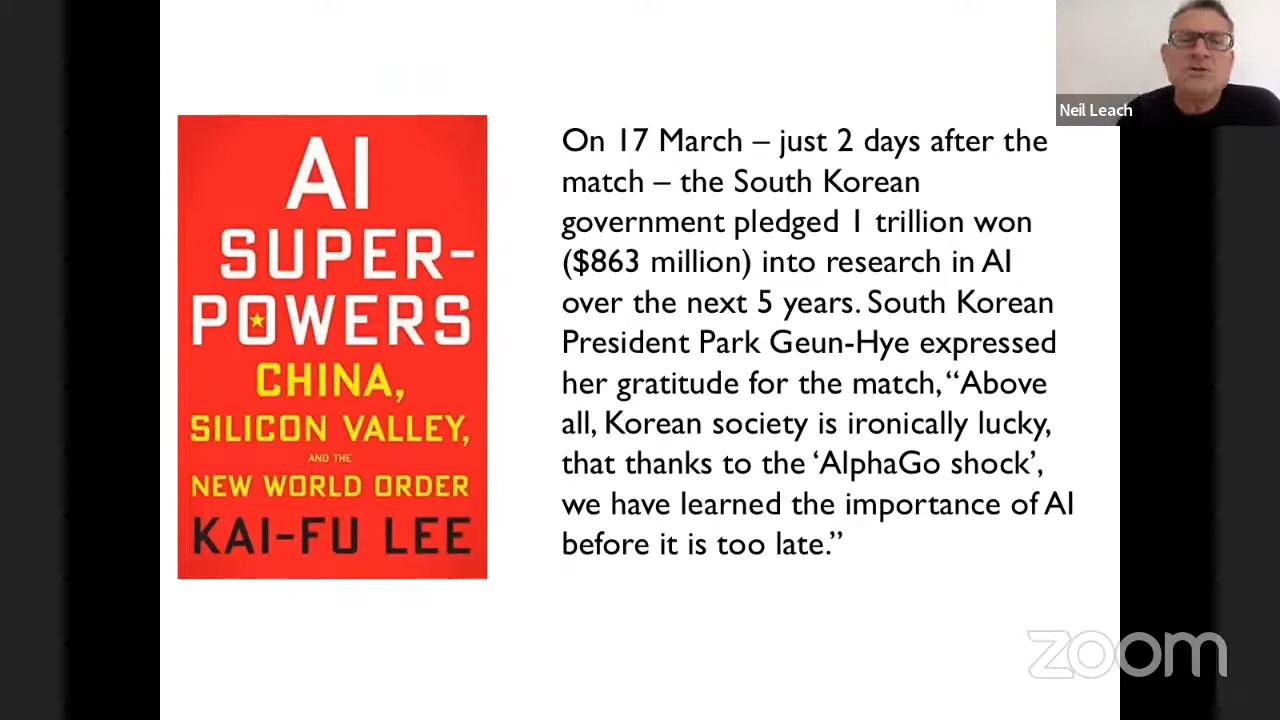 AI
SUPER-
POWERS
CHINA,
SILICON VALLEY,
AND THE
NEW WORLD ORDER
KAI-FU LEE
On 17 March – just 2 days after the
match – the South Korean
government pledged 1 trillion won
($863 million) into research in AI
over the next 5 years. South Korean
President Park Geun-Hye expressed
her gratitude for the match, “Above
all, Korean society is ironically lucky,
that thanks to the ‘AlphaGo shock’,
we have learned the importance of AI
before it is too late.”
Neil Leach
zoom